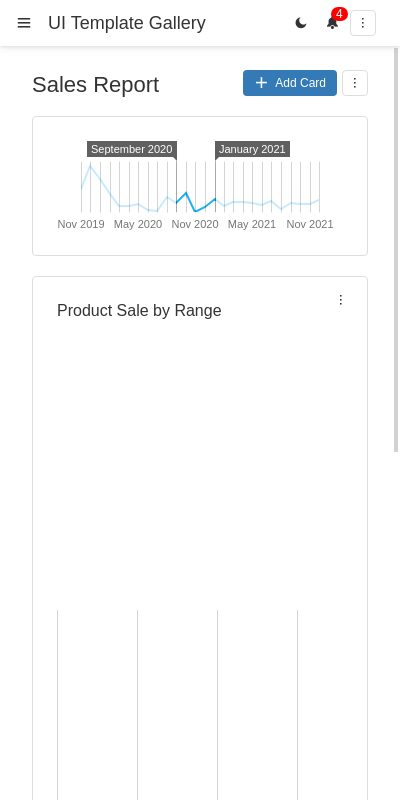 UI Template Gallery
4
Sales Report
Add Card
September 2020
January 2021
Nov 2019
May 2020
Nov 2020
May 2021
Nov 2021
Product Sale by Range